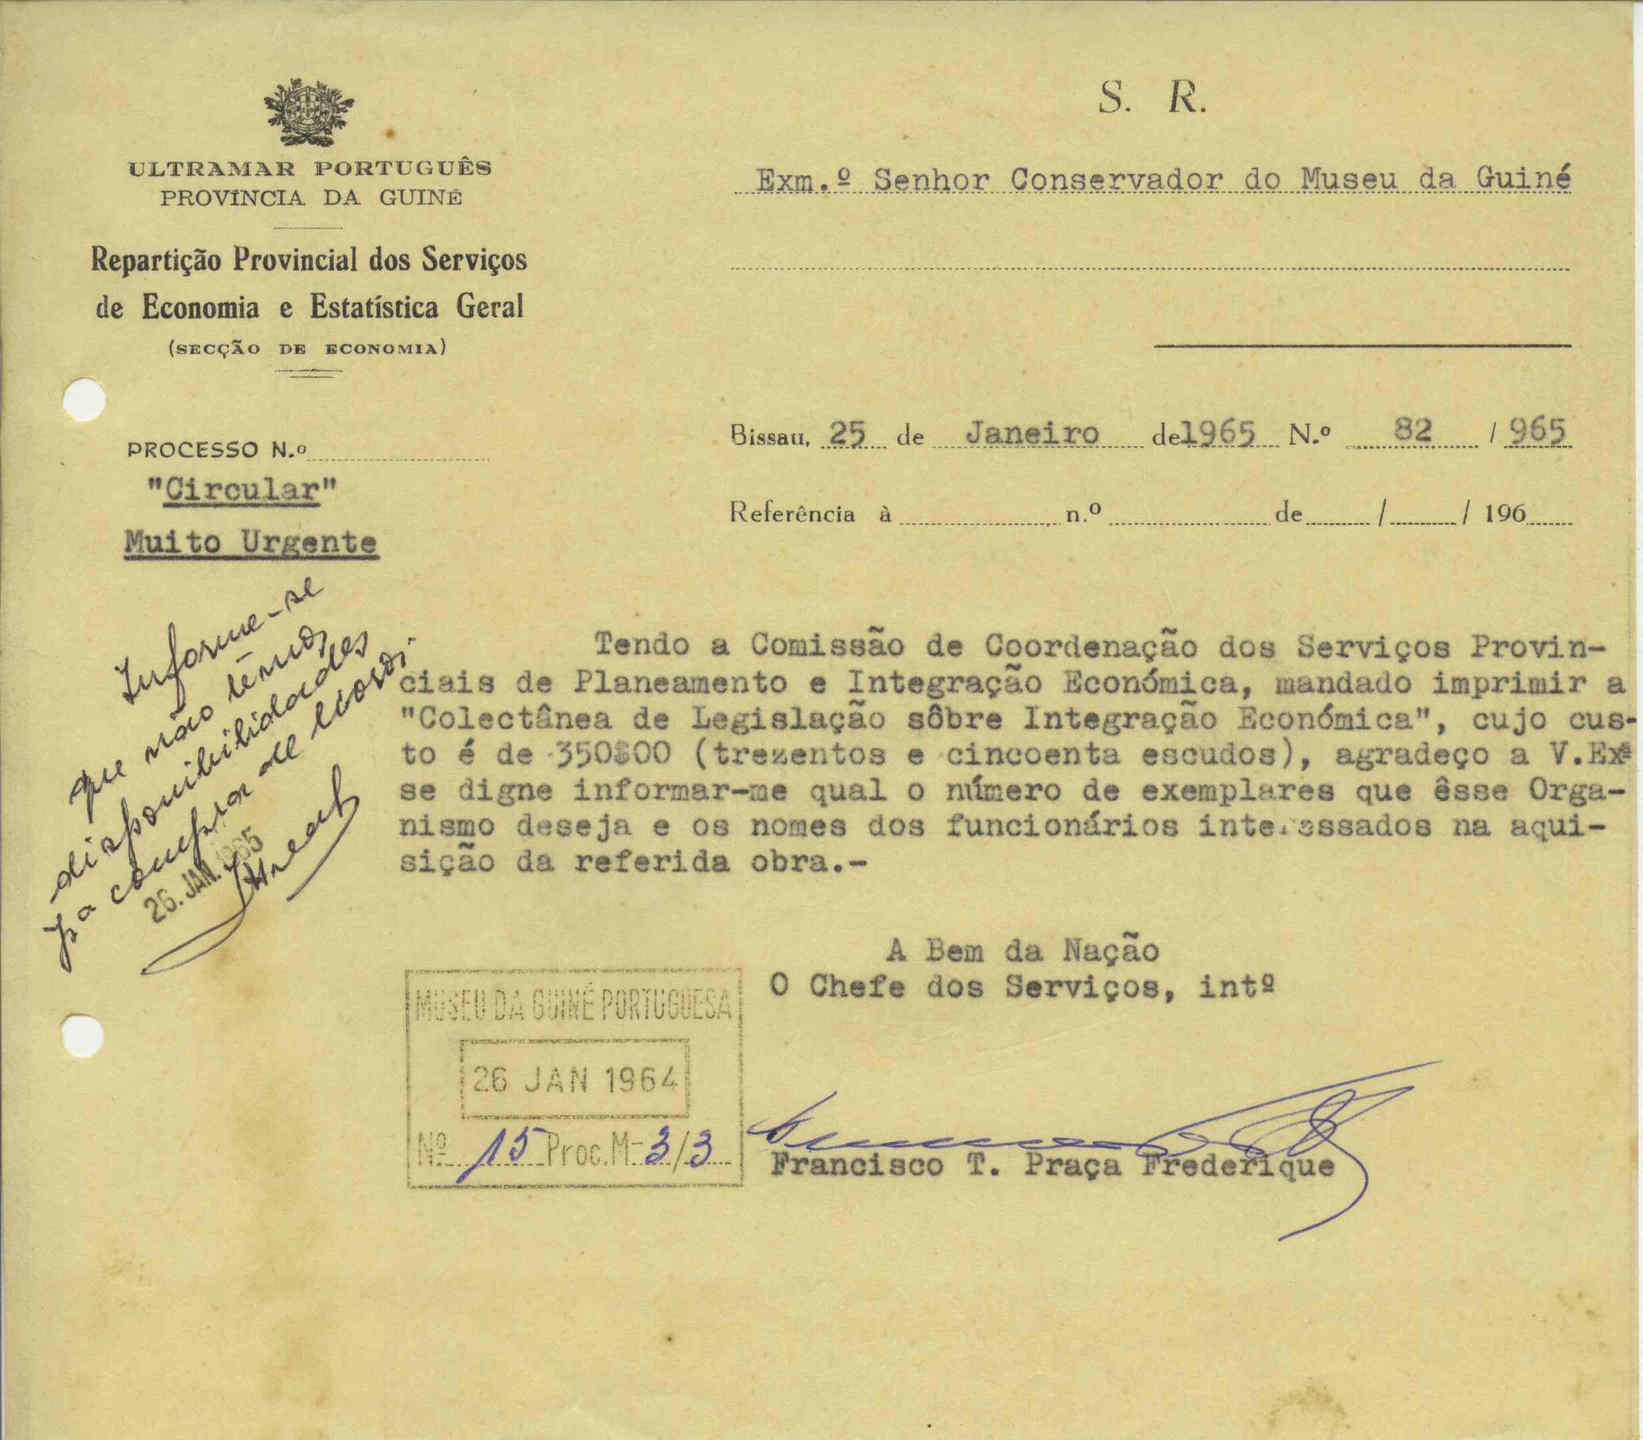 S. R.
ULTRAMAR PORTUGUÊS
PROVÍNCIA DA GUINÉ
Repartição Provincial dos Serviços
de Economia e Estatística Geral
(SECÇÃO DE ECONOMIA)
Exm.º Senhor Conservador do Museu da Guiné
PROCESSO N.º
"Circular"
Muito Urgente
Bissau, 25 de Janeiro de 1965 N.º 82 / 965
Referência à n.º de / / 196
Informe-se
que não têmos
disponibilidades
pa compra de
26.JAN.1965
Tendo a Comissão de Coordenação dos Serviços Provin-
ciais de Planeamento e Integração Económica, mandado imprimir a
"Colectânea de Legislação sôbre Integração Económica", cujo cus-
to é de 350$00 (trezentos e cincoenta escudos), agradeço a V.Exª
se digne informar-me qual o número de exemplares que êsse Orga-
nismo deseja e os nomes dos funcionários interessados na aqui-
sição da referida obra.-
A Bem da Nação
O Chefe dos Serviços, intº
Francisco T. Praça Frederique
MUSEU DA GUINÉ PORTUGUESA
26 JAN 1964
Nº 15 Proc. M-3/3